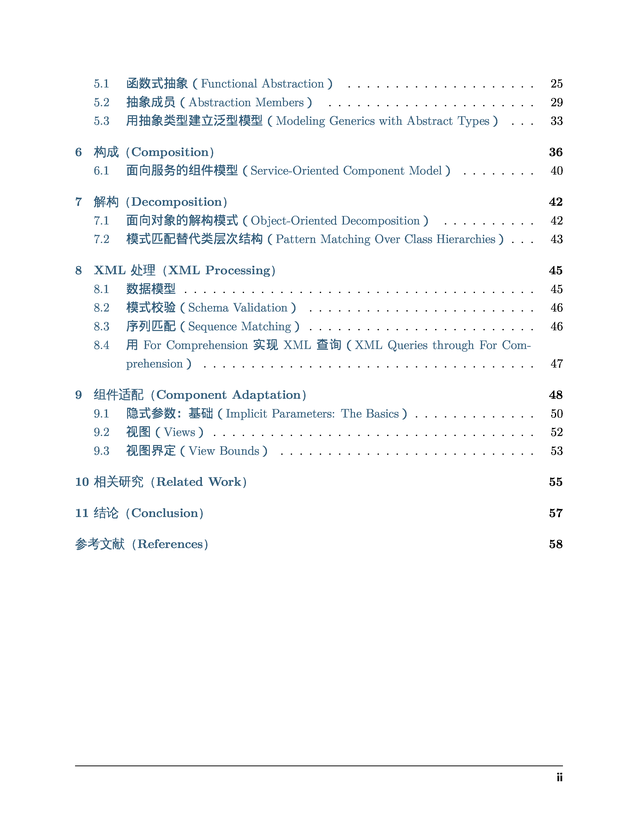 5.1 函数式抽象（Functional Abstraction） . . . . . . . . . . . . . . . . . . . . 25
5.2 抽象成员（Abstraction Members） . . . . . . . . . . . . . . . . . . . . . . 29
5.3 用抽象类型建立泛型模型（Modeling Generics with Abstract Types） . . . 33
6 构成（Composition） 36
6.1 面向服务的组件模型（Service-Oriented Component Model） . . . . . . . . 40
7 解构（Decomposition） 42
7.1 面向对象的解构模式（Object-Oriented Decomposition） . . . . . . . . . . 42
7.2 模式匹配替代类层次结构（Pattern Matching Over Class Hierarchies） . . . 43
8 XML 处理（XML Processing） 45
8.1 数据模型 . . . . . . . . . . . . . . . . . . . . . . . . . . . . . . . . . . . . . 45
8.2 模式校验（Schema Validation） . . . . . . . . . . . . . . . . . . . . . . . . 46
8.3 序列匹配（Sequence Matching） . . . . . . . . . . . . . . . . . . . . . . . . 46
8.4 用 For Comprehension 实现 XML 查询（XML Queries through For Com-
prehension） . . . . . . . . . . . . . . . . . . . . . . . . . . . . . . . . . . . 47
9 组件适配（Component Adaptation） 48
9.1 隐式参数：基础（Implicit Parameters: The Basics） . . . . . . . . . . . . . 50
9.2 视图（Views） . . . . . . . . . . . . . . . . . . . . . . . . . . . . . . . . . . 52
9.3 视图界定（View Bounds） . . . . . . . . . . . . . . . . . . . . . . . . . . . 53
10 相关研究（Related Work） 55
11 结论（Conclusion） 57
参考文献（References） 58
ii